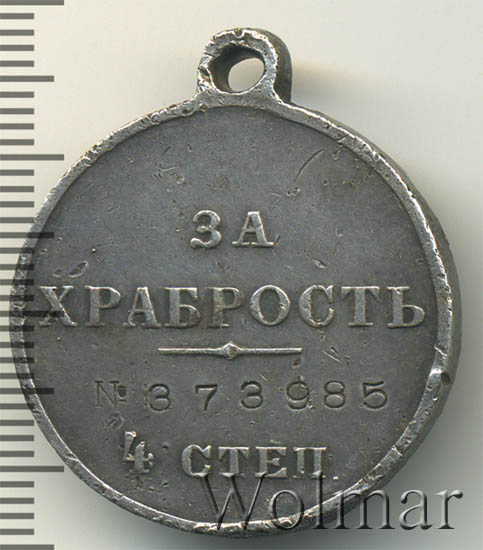 ЗА
ХРАБРОСТЬ
№ 373985
4 СТЕП.
Wolmar